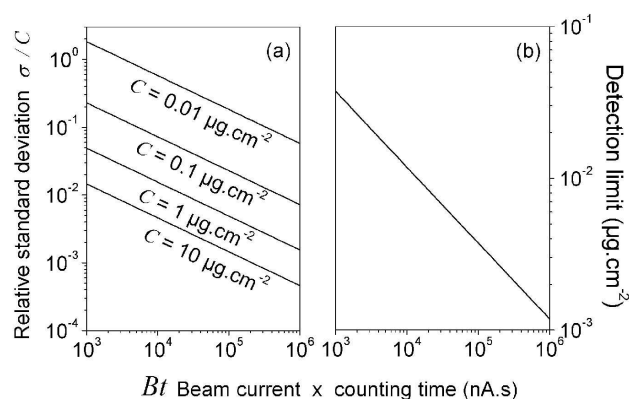 Relative standard deviation σ / C
10⁰
10⁻¹
10⁻²
10⁻³
10⁻⁴
(a)
C = 0.01 µg.cm⁻²
C = 0.1 µg.cm⁻²
C = 1 µg.cm⁻²
C = 10 µg.cm⁻²
10³ 10⁴ 10⁵ 10⁶
(b)
10⁻¹
10⁻²
10⁻³
Detection limit (µg.cm⁻²)
10³ 10⁴ 10⁵ 10⁶
Bt Beam current x counting time (nA.s)